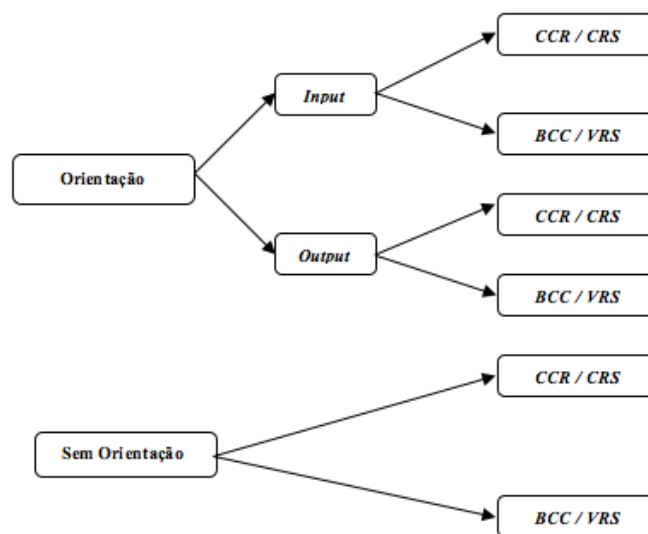 CCR / CRS
Input
BCC / VRS
Orientação
CCR / CRS
Output
BCC / VRS
CCR / CRS
Sem Orientação
BCC / VRS